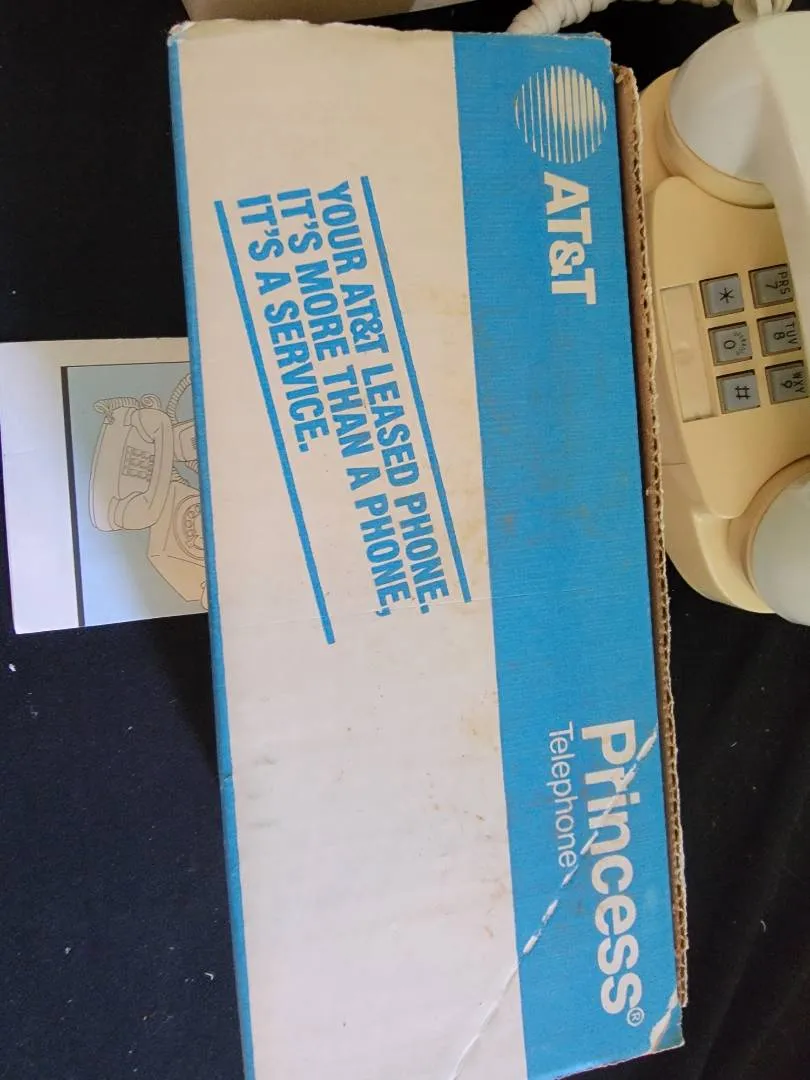 AT&T
YOUR AT&T LEASED PHONE.
IT'S MORE THAN A PHONE,
IT'S A SERVICE.
Princess®
Telephone
PRS
7
TUV
8
WXY
9
*
0
#